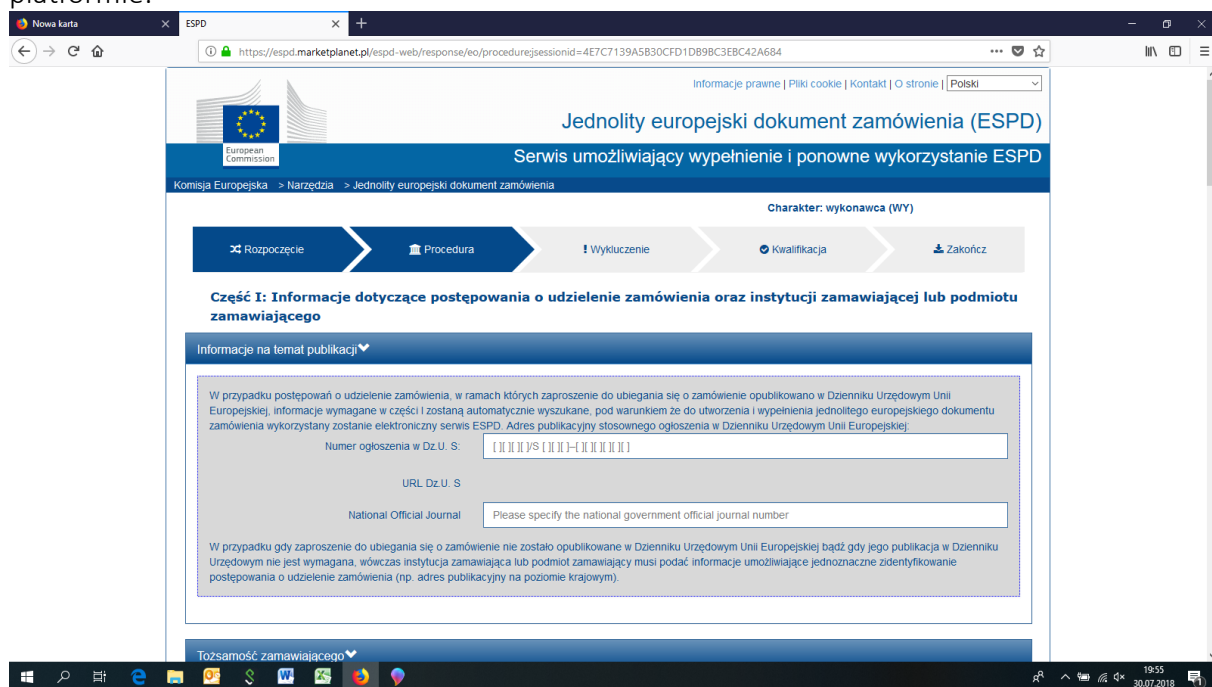 platformie.
Nowa karta
ESPD
https://espd.marketplanet.pl/espd-web/response/eo/procedure;jsessionid=4E7C7139A5B30CFD1DB9BC3EBC42A684
Informacje prawne | Pliki cookie | Kontakt | O stronie | Polski
Jednolity europejski dokument zamówienia (ESPD)
European
Commission
Serwis umożliwiający wypełnienie i ponowne wykorzystanie ESPD
Komisja Europejska > Narzędzia > Jednolity europejski dokument zamówienia
Charakter: wykonawca (WY)
Rozpoczęcie
Procedura
Wykluczenie
Kwalifikacja
Zakończ
Część I: Informacje dotyczące postępowania o udzielenie zamówienia oraz instytucji zamawiającej lub podmiotu
zamawiającego
Informacje na temat publikacji
W przypadku postępowań o udzielenie zamówienia, w ramach których zaproszenie do ubiegania się o zamówienie opublikowano w Dzienniku Urzędowym Unii
Europejskiej, informacje wymagane w części I zostaną automatycznie wyszukane, pod warunkiem że do utworzenia i wypełnienia jednolitego europejskiego dokumentu
zamówienia wykorzystany zostanie elektroniczny serwis ESPD. Adres publikacyjny stosownego ogłoszenia w Dzienniku Urzędowym Unii Europejskiej:
Numer ogłoszenia w Dz.U. S: [ ][ ][ ][ ]/S [ ][ ][ ]–[ ][ ][ ][ ][ ][ ][ ]
URL Dz.U. S
National Official Journal Please specify the national government official journal number
W przypadku gdy zaproszenie do ubiegania się o zamówienie nie zostało opublikowane w Dzienniku Urzędowym Unii Europejskiej bądź gdy jego publikacja w Dzienniku
Urzędowym nie jest wymagana, wówczas instytucja zamawiająca lub podmiot zamawiający musi podać informacje umożliwiające jednoznaczne zidentyfikowanie
postępowania o udzielenie zamówienia (np. adres publikacyjny na poziomie krajowym).
Tożsamość zamawiającego
19:55
30.07.2018